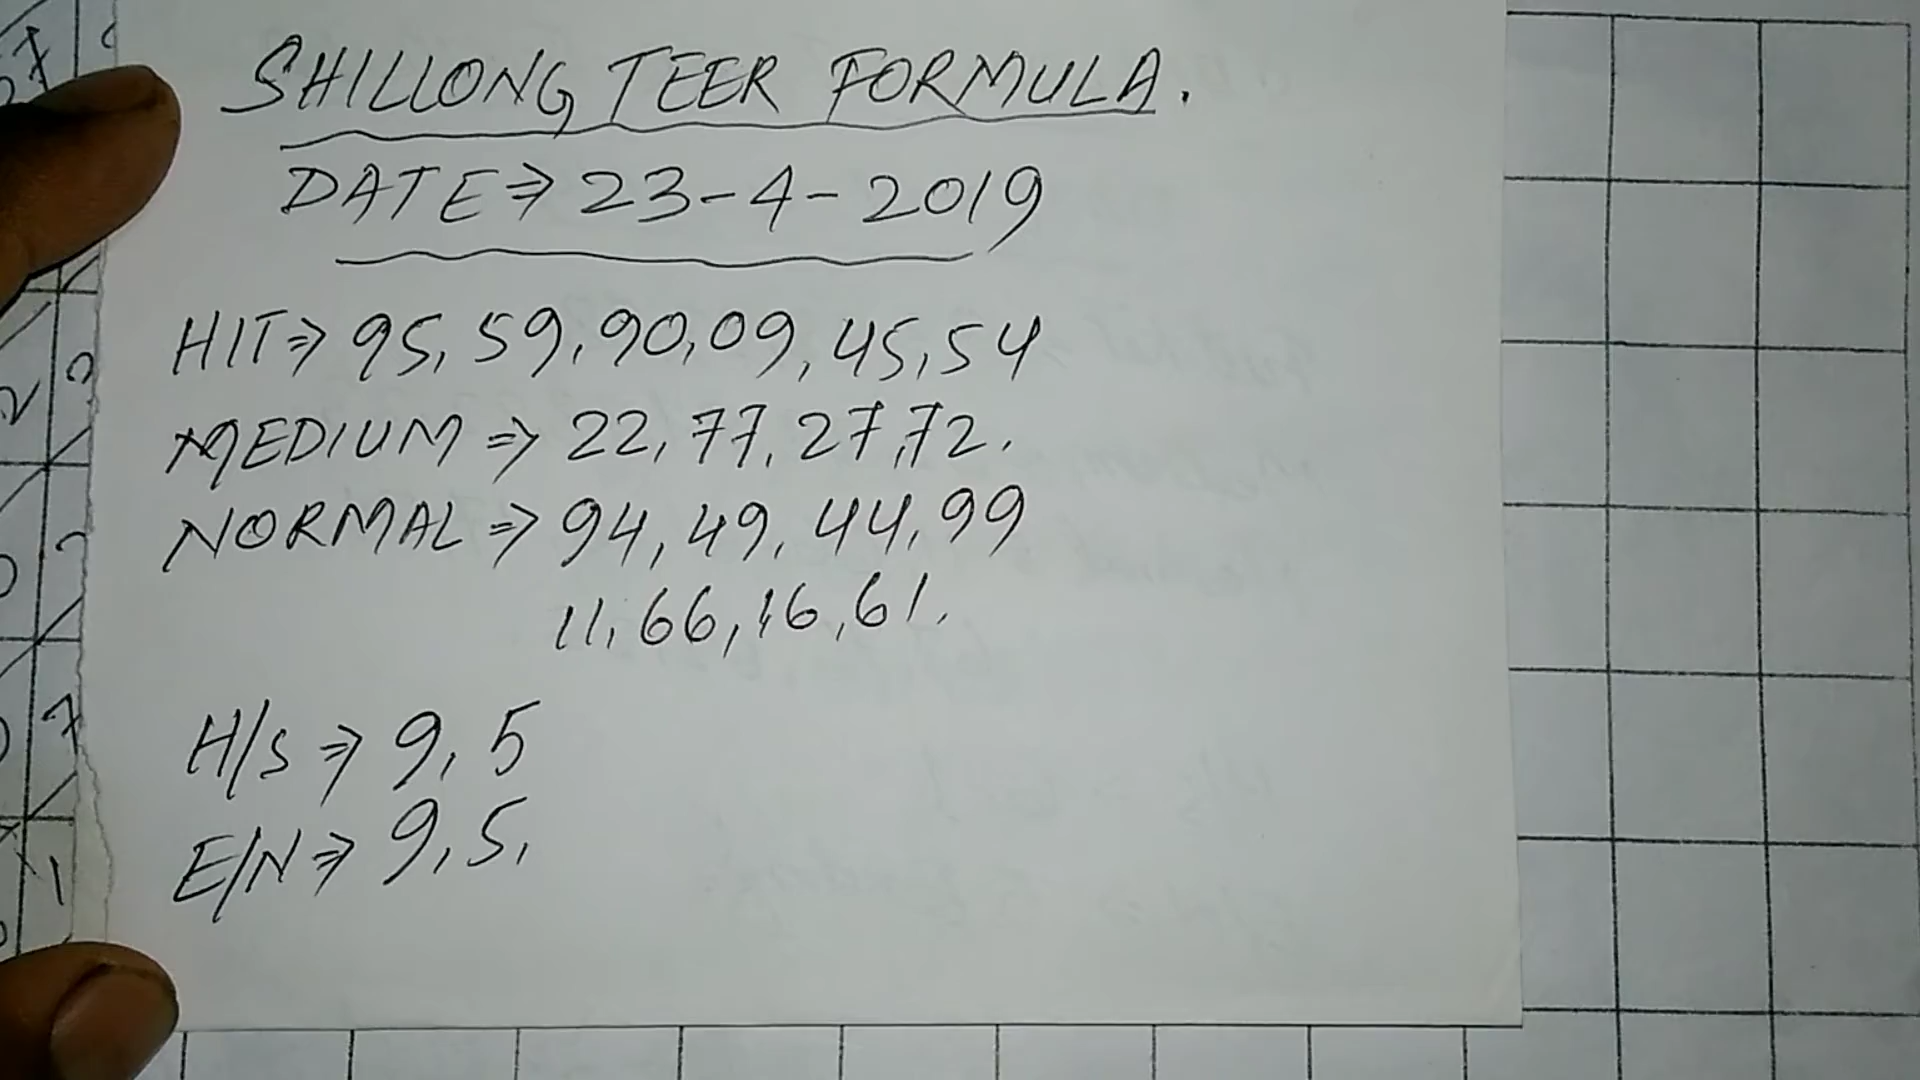 SHILLONG TEER FORMULA.
DATE⇒23-4-2019
HIT⇒95,59,90,09,45,54
MEDIUM⇒22,77,27,72.
NORMAL⇒94,49,44,99
11,66,16,61.
H/S⇒9,5
E/N⇒9,5,